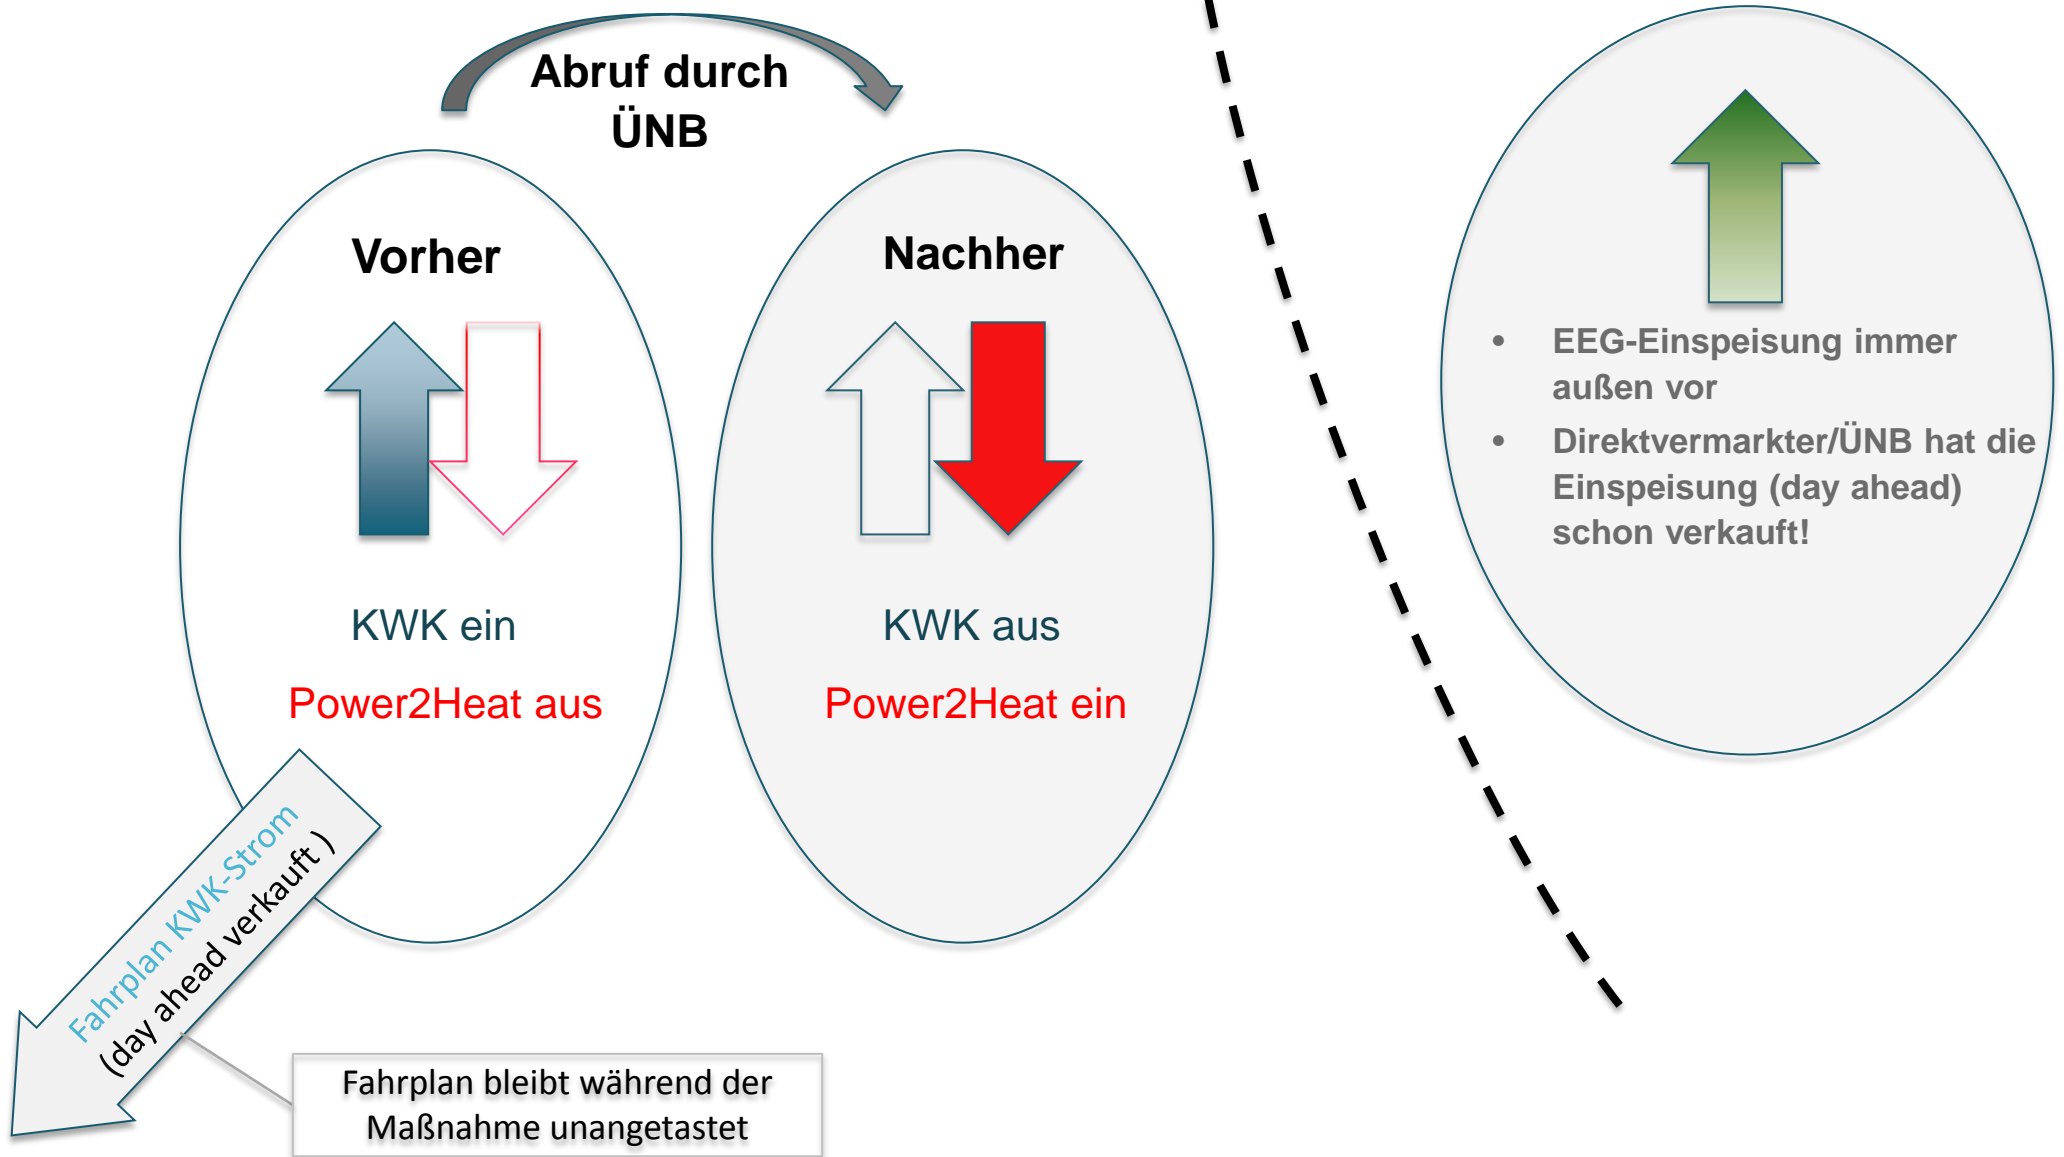 Abruf durch
ÜNB
Vorher
KWK ein
Power2Heat aus
Nachher
KWK aus
Power2Heat ein
Fahrplan KWK-Strom
(day ahead verkauft )
Fahrplan bleibt während der
Maßnahme unangetastet
• EEG-Einspeisung immer
außen vor
• Direktvermarkter/ÜNB hat die
Einspeisung (day ahead)
schon verkauft!